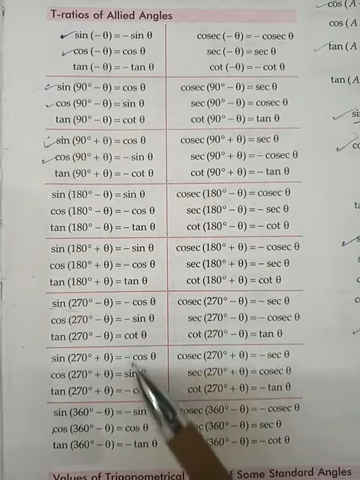 T-ratios of Allied Angles
sin (−θ) = − sin θ cosec (−θ) = − cosec θ
cos (−θ) = cos θ sec (−θ) = sec θ
tan (−θ) = − tan θ cot (−θ) = − cot θ
sin (90° − θ) = cos θ cosec (90° − θ) = sec θ
cos (90° − θ) = sin θ sec (90° − θ) = cosec θ
tan (90° − θ) = cot θ cot (90° − θ) = tan θ
sin (90° + θ) = cos θ cosec (90° + θ) = sec θ
cos (90° + θ) = − sin θ sec (90° + θ) = − cosec θ
tan (90° + θ) = − cot θ cot (90° + θ) = − tan θ
sin (180° − θ) = sin θ cosec (180° − θ) = cosec θ
cos (180° − θ) = − cos θ sec (180° − θ) = − sec θ
tan (180° − θ) = − tan θ cot (180° − θ) = − cot θ
sin (180° + θ) = − sin θ cosec (180° + θ) = − cosec θ
cos (180° + θ) = − cos θ sec (180° + θ) = − sec θ
tan (180° + θ) = tan θ cot (180° + θ) = cot θ
sin (270° − θ) = − cos θ cosec (270° − θ) = − sec θ
cos (270° − θ) = − sin θ sec (270° − θ) = − cosec θ
tan (270° − θ) = cot θ cot (270° − θ) = tan θ
sin (270° + θ) = − cos θ cosec (270° + θ) = − sec θ
cos (270° + θ) = sin θ sec (270° + θ) = cosec θ
tan (270° + θ) = − cot (270° + θ) = − tan θ
sin (360° − θ) = − sin cosec (360° − θ) = − cosec θ
cos (360° − θ) = cos θ (360° − θ) = sec θ
tan (360° − θ) = − tan θ (360° − θ) = − cot θ
Values of Trigonometrical of Some Standard Angles
cos (A
cos (A
tan (A
tan (A